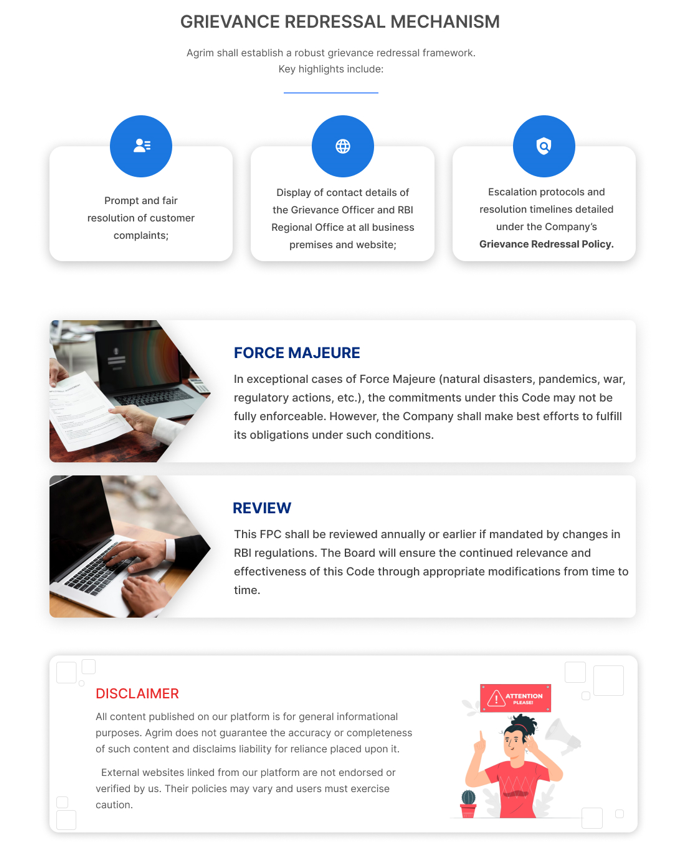 GRIEVANCE REDRESSAL MECHANISM
Agrim shall establish a robust grievance redressal framework.
Key highlights include:
Prompt and fair
resolution of customer
complaints;
Display of contact details of
the Grievance Officer and RBI
Regional Office at all business
premises and website;
Escalation protocols and
resolution timelines detailed
under the Company's
Grievance Redressal Policy.
FORCE MAJEURE
In exceptional cases of Force Majeure (natural disasters, pandemics, war,
regulatory actions, etc.), the commitments under this Code may not be
fully enforceable. However, the Company shall make best efforts to fulfill
its obligations under such conditions.
REVIEW
This FPC shall be reviewed annually or earlier if mandated by changes in
RBI regulations. The Board will ensure the continued relevance and
effectiveness of this Code through appropriate modifications from time to
time.
DISCLAIMER
All content published on our platform is for general informational
purposes. Agrim does not guarantee the accuracy or completeness
of such content and disclaims liability for reliance placed upon it.
External websites linked from our platform are not endorsed or
verified by us. Their policies may vary and users must exercise
caution.
ATTENTION
PLEASE!